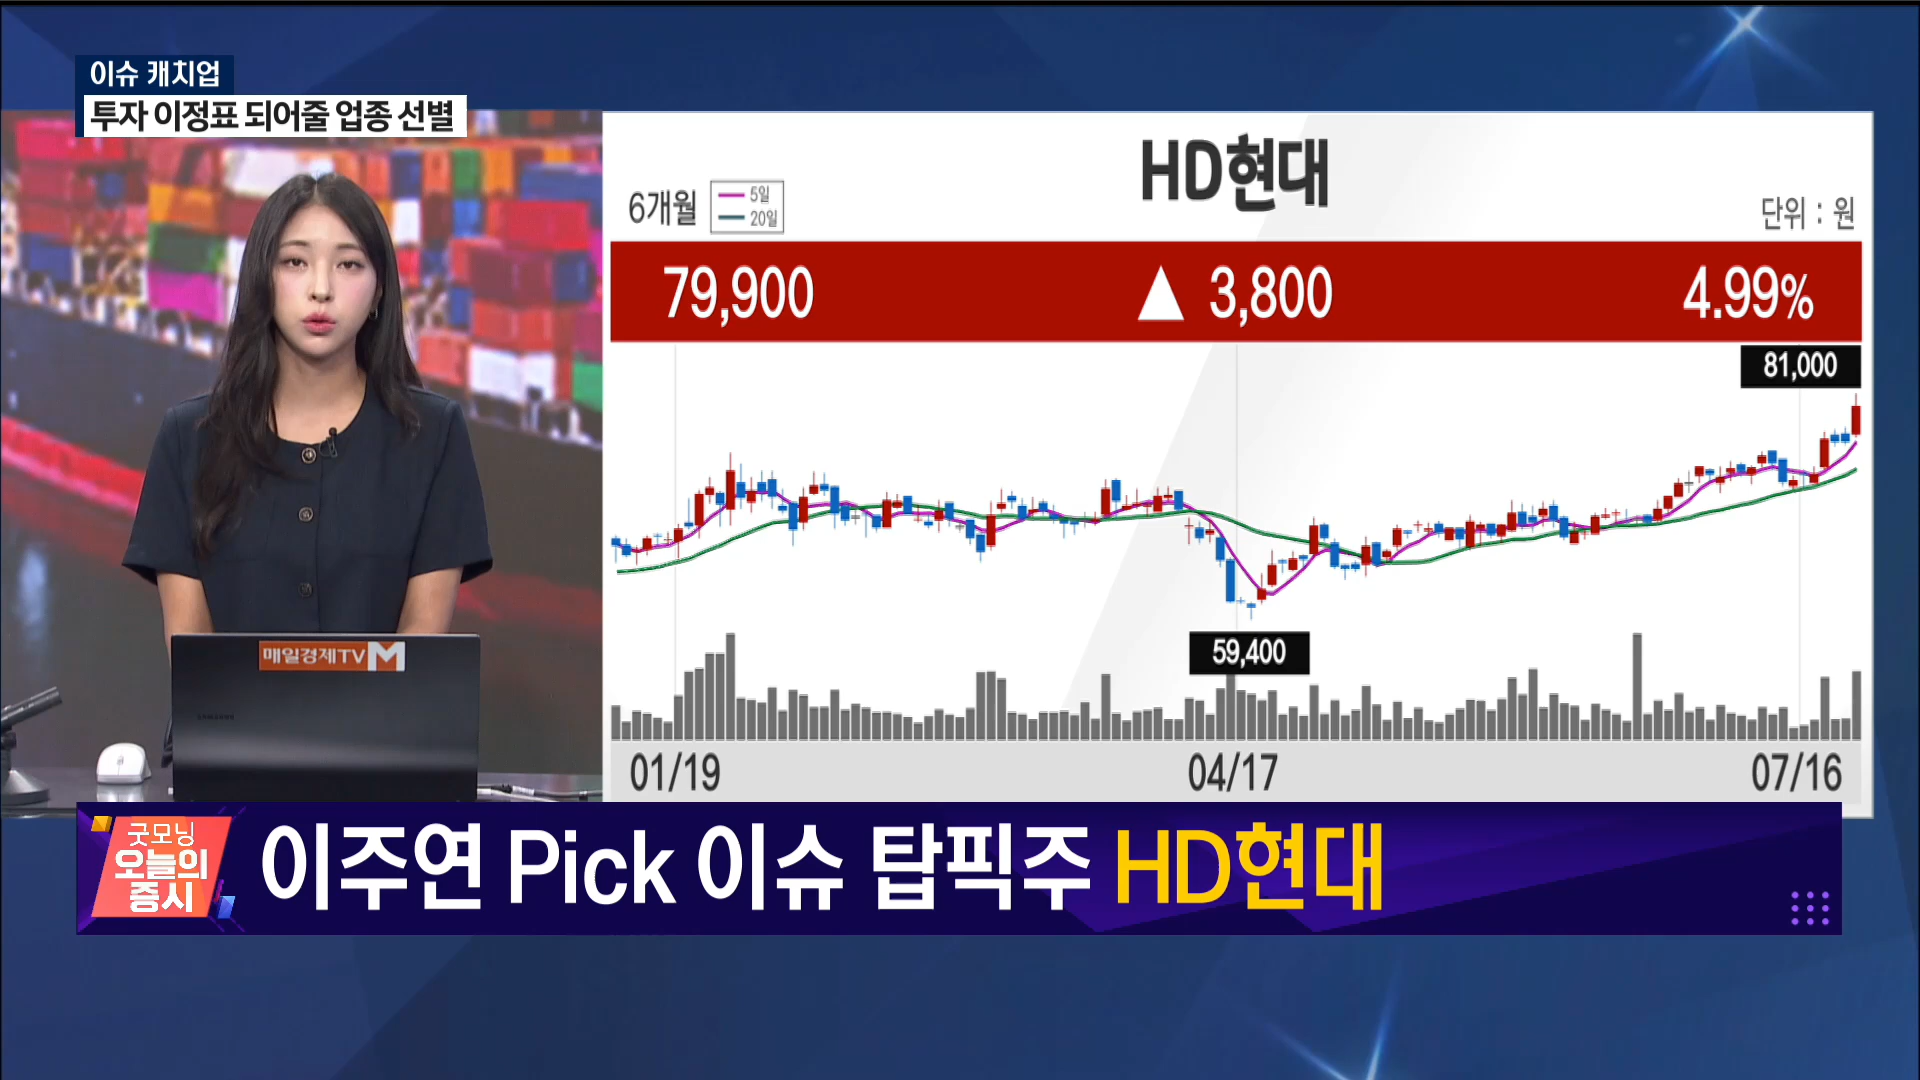 이슈 캐치업
투자 이정표 되어줄 업종 선별
HD현대
6개월
5일
20일
단위 : 원
79,900 ▲ 3,800 4.99%
81,000
59,400
01/19 04/17 07/16
매일경제TV M
SAMSUNG
굿모닝
오늘의
증시
이주연 Pick 이슈 탑픽주 HD현대